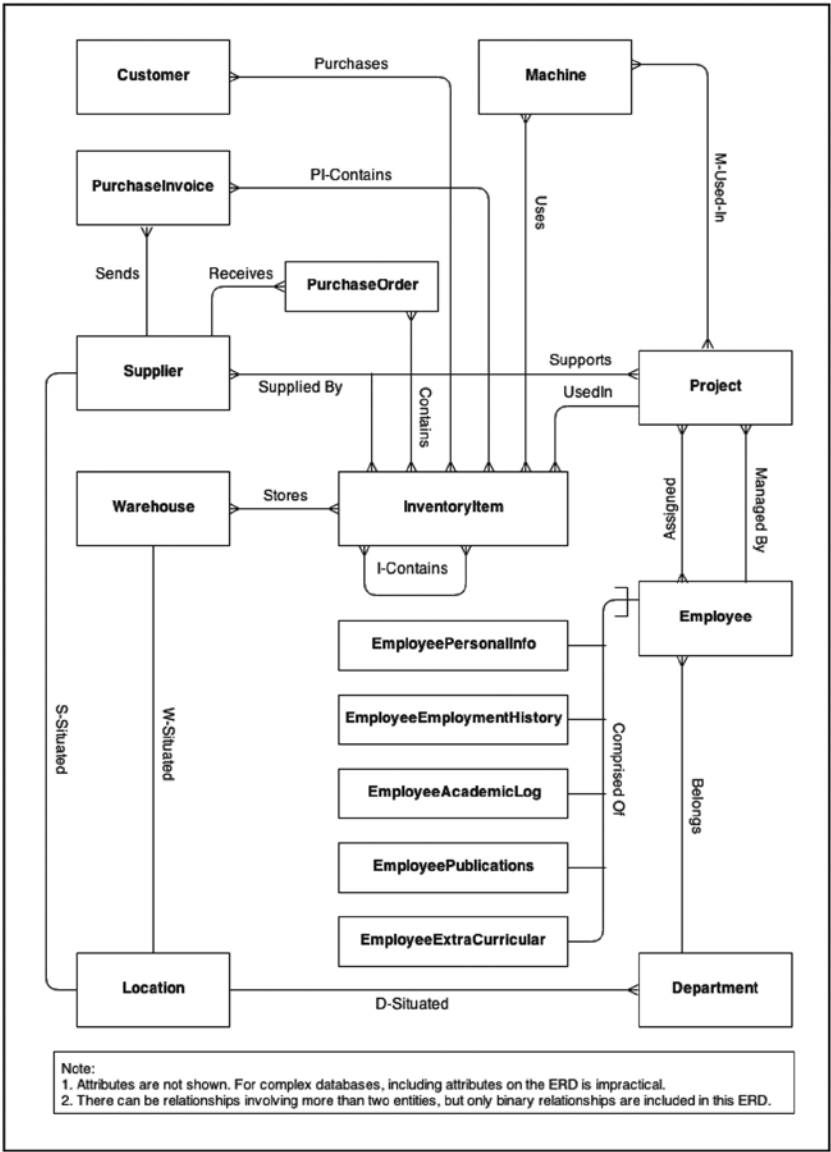 Customer
Purchases
Machine
PurchaseInvoice
PI-Contains
Uses
M-Used-In
Sends
Receives
PurchaseOrder
Supplier
Supplied By
Contains
Supports
UsedIn
Project
Warehouse
Stores
InventoryItem
I-Contains
Assigned
Managed By
Employee
EmployeePersonalInfo
EmployeeEmploymentHistory
EmployeeAcademicLog
EmployeePublications
EmployeeExtraCurricular
Comprised Of
Belongs
S-Situated
W-Situated
Location
D-Situated
Department
Note:
1. Attributes are not shown. For complex databases, including attributes on the ERD is impractical.
2. There can be relationships involving more than two entities, but only binary relationships are included in this ERD.